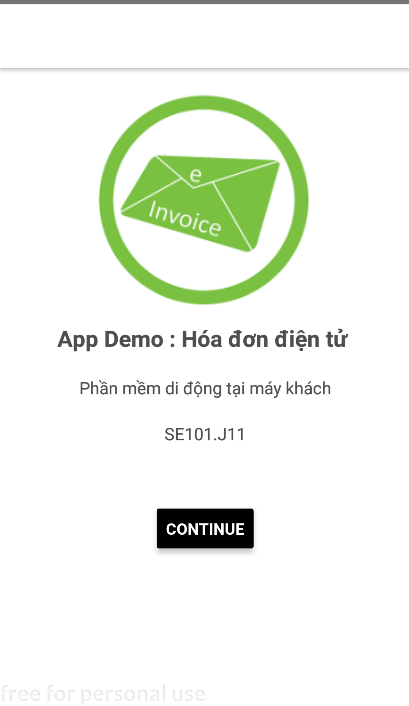 e
Invoice
App Demo : Hóa đơn điện tử
Phần mềm di động tại máy khách
SE101.J11
CONTINUE
free for personal use